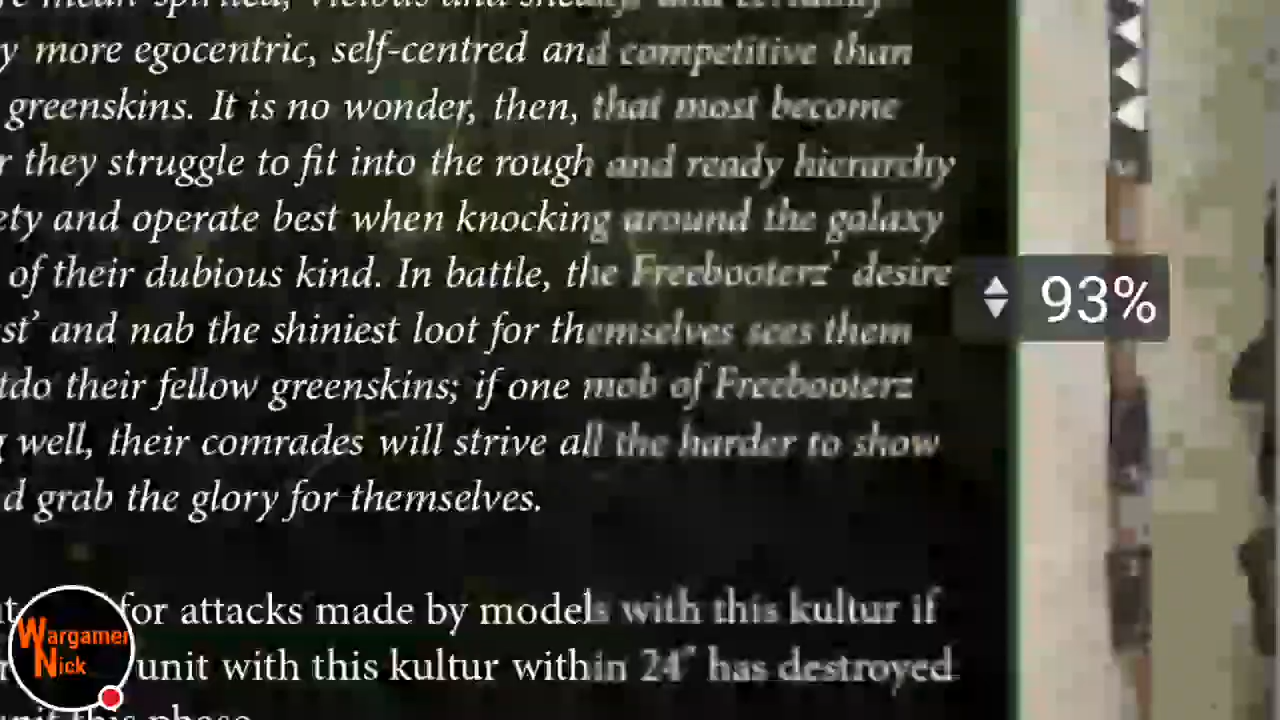 more egocentric, self-centred and competitive than
greenskins. It is no wonder, then, that most become
they struggle to fit into the rough and ready hierarchy
and operate best when knocking around the galaxy
of their dubious kind. In battle, the Freebooterz' desire
and nab the shiniest loot for themselves sees them
their fellow greenskins; if one mob of Freebooterz
well, their comrades will strive all the harder to show
grab the glory for themselves.
for attacks made by models with this kultur if
unit with this kultur within 24" has destroyed
this phase
93%
Wargamer
Nick